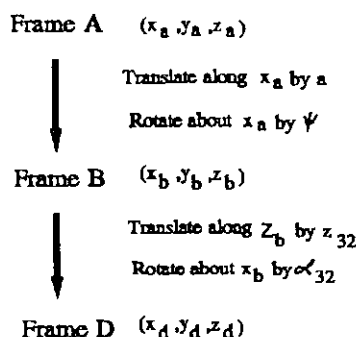 Frame A (x_a ,y_a ,z_a)
Translate along x_a by a
Rotate about x_a by ψ
Frame B (x_b ,y_b ,z_b)
Translate along z_b by z_32
Rotate about x_b by α_32
Frame D (x_d ,y_d ,z_d)